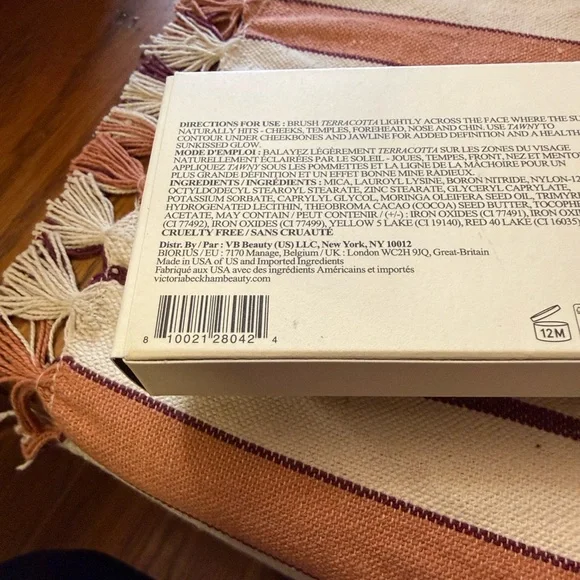 DIRECTIONS FOR USE : BRUSH TERRACOTTA LIGHTLY ACROSS THE FACE WHERE THE SU
NATURALLY HITS - CHEEKS, TEMPLES, FOREHEAD, NOSE AND CHIN. USE TAWNY TO
CONTOUR UNDER CHEEKBONES AND JAWLINE FOR ADDED DEFINITION AND A HEALTH
SUNKISSED GLOW.
MODE D'EMPLOI : BALAYEZ LÉGÈREMENT TERRACOTTA SUR LES ZONES DU VISAGE
NATURELLEMENT ÉCLAIRÉES PAR LE SOLEIL - JOUES, TEMPES, FRONT, NEZ ET MENTO
APPLIQUEZ TAWNY SOUS LES POMMETTES ET LA LIGNE DE LA MÂCHOIRE POUR UN
PLUS GRANDE DÉFINITION ET UN EFFET BONNE MINE RADIEUX.
INGREDIENTS / INGRÉDIENTS : MICA, LAUROYL LYSINE, BORON NITRIDE, NYLON-12
OCTYLDODECYL STEAROYL STEARATE, ZINC STEARATE, GLYCERYL CAPRYLATE,
POTASSIUM SORBATE, CAPRYLYL GLYCOL, MORINGA OLEIFERA SEED OIL, TRIMYRI
HYDROGENATED LECITHIN, THEOBROMA CACAO (COCOA) SEED BUTTER, TOCOPHE
ACETATE, MAY CONTAIN / PEUT CONTENIR / (+/-) : IRON OXIDES (CI 77491), IRON OXID
(CI 77492), IRON OXIDES (CI 77499), YELLOW 5 LAKE (CI 19140), RED 40 LAKE (CI 16035)
CRUELTY FREE / SANS CRUAUTÉ
Distr. By / Par : VB Beauty (US) LLC, New York, NY 10012
BIORIUS / EU : 7170 Manage, Belgium / UK : London WC2H 9JQ, Great-Britain
Made in USA of US and Imported Ingredients
Fabriqué aux USA avec des ingrédients Américains et importés
victoriabeckhambeauty.com
8 10021 28042 4
12M